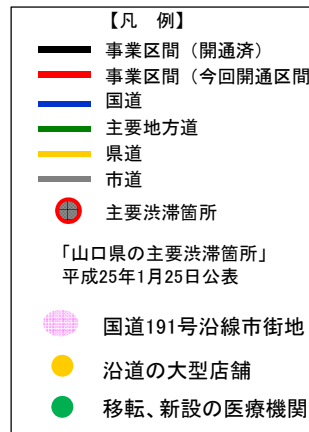 【凡　例】
事業区間（開通済）
事業区間（今回開通区間
国道
主要地方道
県道
市道
主要渋滞箇所
「山口県の主要渋滞箇所」
平成25年1月25日公表
国道191号沿線市街地
沿道の大型店舗
移転、新設の医療機関